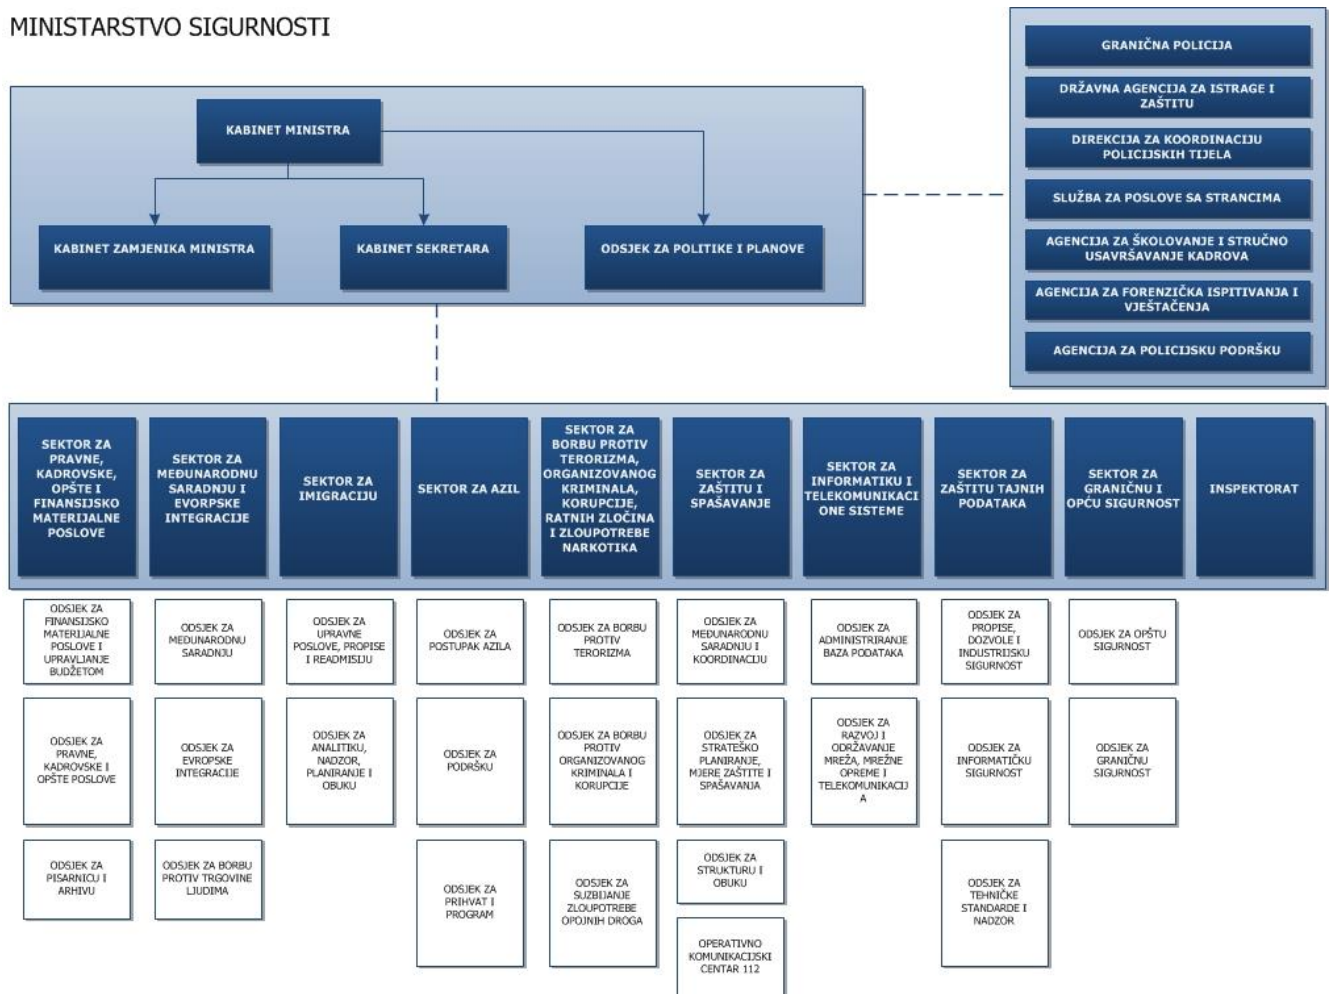 MINISTARSTVO SIGURNOSTI
KABINET MINISTRA
KABINET ZAMJENIKA MINISTRA
KABINET SEKRETARA
ODSJEK ZA POLITIKE I PLANOVE
GRANIČNA POLICIJA
DRŽAVNA AGENCIJA ZA ISTRAGE I
ZAŠTITU
DIREKCIJA ZA KOORDINACIJU
POLICIJSKIH TIJELA
SLUŽBA ZA POSLOVE SA STRANCIMA
AGENCIJA ZA ŠKOLOVANJE I STRUČNO
USAVRŠAVANJE KADROVA
AGENCIJA ZA FORENZIČKA ISPITIVANJA I
VJEŠTAČENJA
AGENCIJA ZA POLICIJSKU PODRŠKU
SEKTOR ZA
PRAVNE,
KADROVSKE,
OPŠTE I
FINANSIJSKO
MATERIJALNE
POSLOVE
SEKTOR ZA
MEĐUNARODNU
SARADNJU I
EVORPSKE
INTEGRACIJE
SEKTOR ZA
IMIGRACIJU
SEKTOR ZA AZIL
SEKTOR ZA
BORBU PROTIV
TERORIZMA,
ORGANIZOVANOG
KRIMINALA,
KORUPCIJE,
RATNIH ZLOČINA
I ZLOUPOTREBE
NARKOTIKA
SEKTOR ZA
ZAŠTITU I
SPAŠAVANJE
SEKTOR ZA
INFORMATIKU I
TELEKOMUNIKACI
ONE SISTEME
SEKTOR ZA
ZAŠTITU TAJNIH
PODATAKA
SEKTOR ZA
GRANIČNU I
OPĆU SIGURNOST
INSPEKTORAT
ODSJEK ZA
FINANSIJSKO
MATERIJALNE
POSLOVE I
UPRAVLJANJE
BUDŽETOM
ODSJEK ZA
MEĐUNARODNU
SARADNJU
ODSJEK ZA
UPRAVNE
POSLOVE, PROPISE
I READMISIJU
ODSJEK ZA
POSTUPAK AZILA
ODSJEK ZA BORBU
PROTIV
TERORIZMA
ODSJEK ZA
MEĐUNARODNU
SARADNJU I
KOORDINACIJU
ODSJEK ZA
ADMINISTRIRANJE
BAZA PODATAKA
ODSJEK ZA
PROPISE,
DOZVOLE I
INDUSTRIJSKU
SIGURNOST
ODSJEK ZA OPŠTU
SIGURNOST
ODSJEK ZA
PRAVNE,
KADROVSKE I
OPŠTE POSLOVE
ODSJEK ZA
EVROPSKE
INTEGRACIJE
ODSJEK ZA
ANALITIKU,
NADZOR,
PLANIRANJE I
OBUKU
ODSJEK ZA
PODRŠKU
ODSJEK ZA BORBU
PROTIV
ORGANIZOVANOG
KRIMINALA I
KORUPCIJE
ODSJEK ZA
STRATEŠKO
PLANIRANJE,
MJERE ZAŠTITE I
SPAŠAVANJA
ODSJEK ZA
RAZVOJ I
ODRŽAVANJE
MREŽA, MREŽNE
OPREME I
TELEKOMUNIKACIJ
A
ODSJEK ZA
INFORMATIČKU
SIGURNOST
ODSJEK ZA
GRANIČNU
SIGURNOST
ODSJEK ZA
PISARNICU I
ARHIVU
ODSJEK ZA BORBU
PROTIV TRGOVINE
LJUDIMA
ODSJEK ZA
PRIHVAT I
PROGRAM
ODSJEK ZA
SUZBIJANJE
ZLOUPOTREBE
OPOJNIH DROGA
ODSJEK ZA
STRUKTURU I
OBUKU
ODSJEK ZA
TEHNIČKE
STANDARDE I
NADZOR
OPERATIVNO
KOMUNIKACIJSKI
CENTAR 112